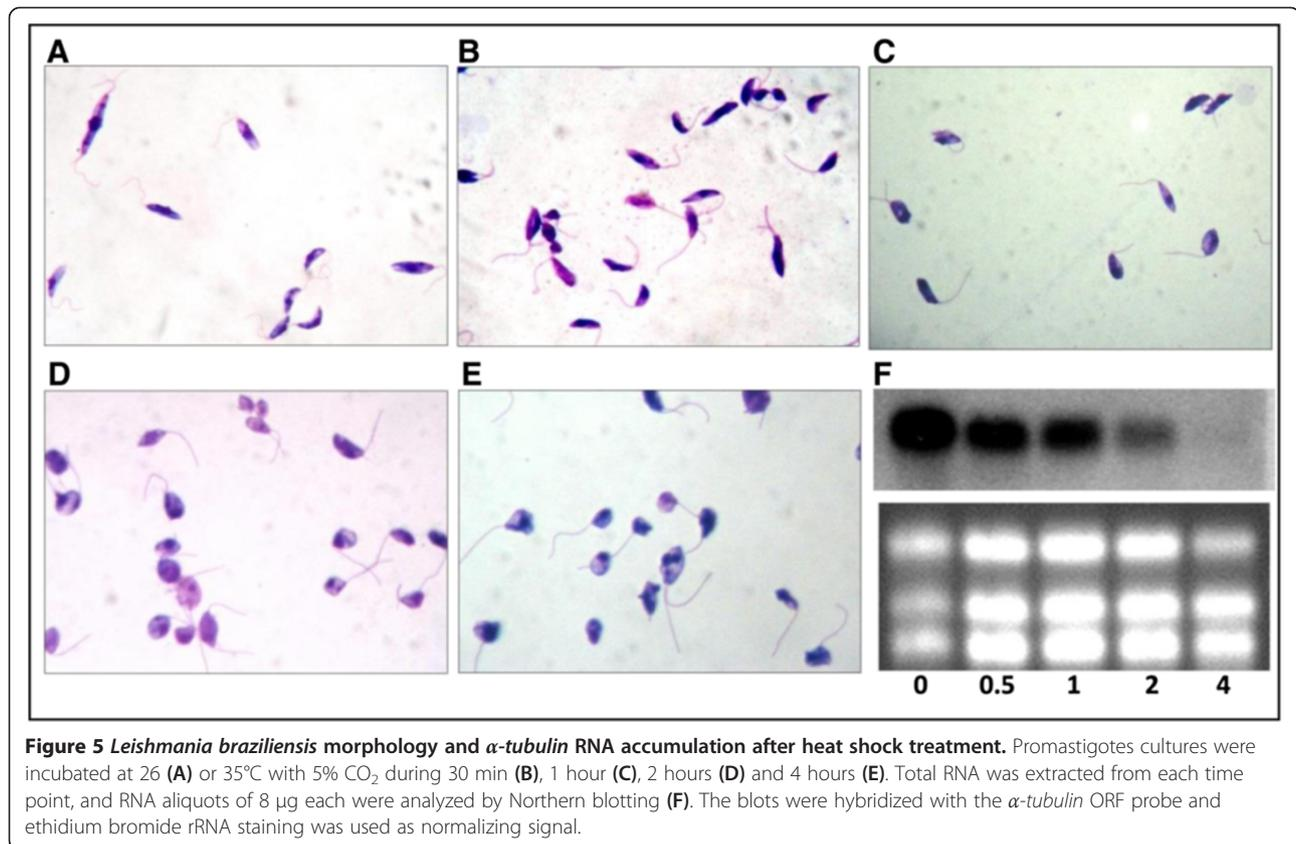 A
B
C
D
E
F
0 0.5 1 2 4
Figure 5 Leishmania braziliensis morphology and α-tubulin RNA accumulation after heat shock treatment. Promastigotes cultures were
incubated at 26 (A) or 35°C with 5% CO₂ during 30 min (B), 1 hour (C), 2 hours (D) and 4 hours (E). Total RNA was extracted from each time
point, and RNA aliquots of 8 μg each were analyzed by Northern blotting (F). The blots were hybridized with the α-tubulin ORF probe and
ethidium bromide rRNA staining was used as normalizing signal.